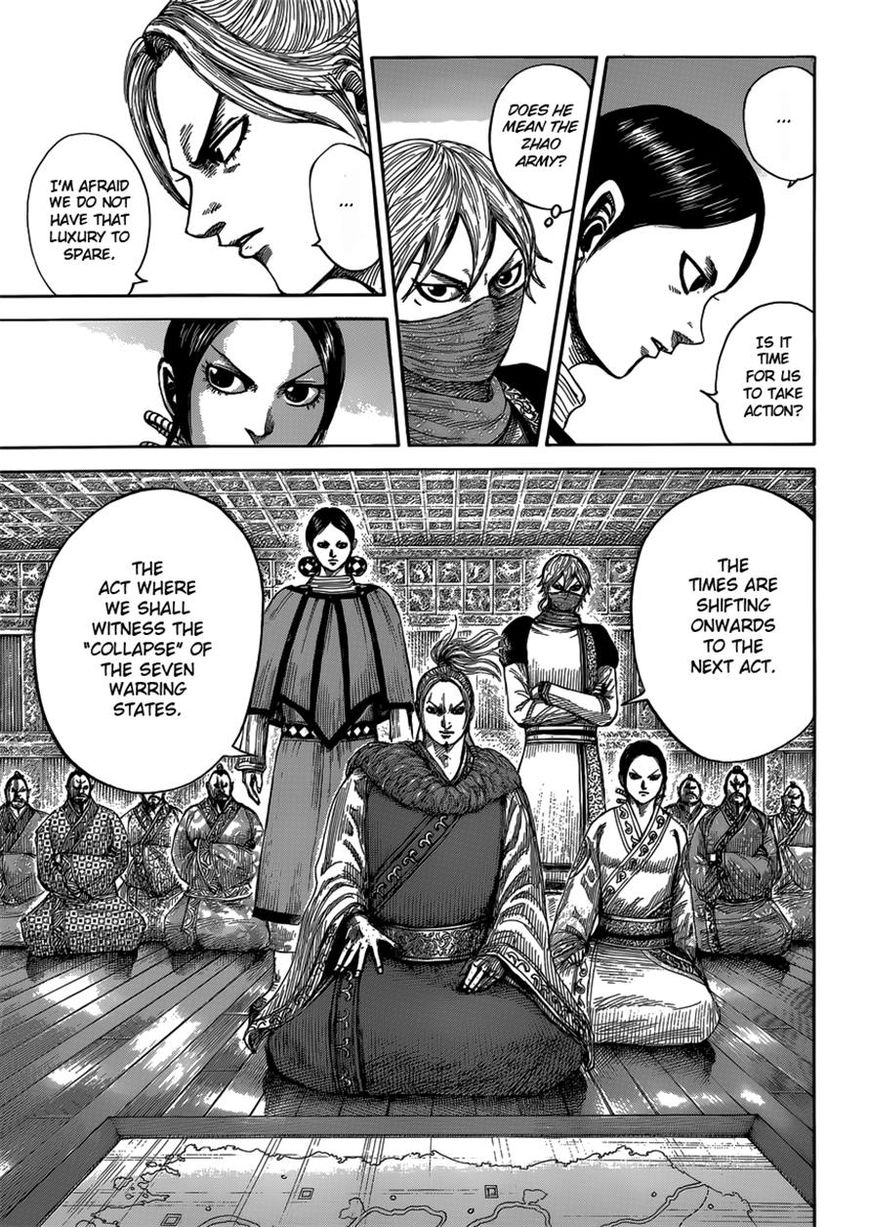 ...
IS IT
TIME
FOR US
TO TAKE
ACTION?
DOES HE
MEAN THE
ZHAO
ARMY?
...
I'M AFRAID
WE DO NOT
HAVE THAT
LUXURY TO
SPARE.
THE
TIMES ARE
SHIFTING
ONWARDS
TO THE
NEXT ACT.
THE
ACT WHERE
WE SHALL
WITNESS THE
"COLLAPSE" OF
THE SEVEN
WARRING
STATES.